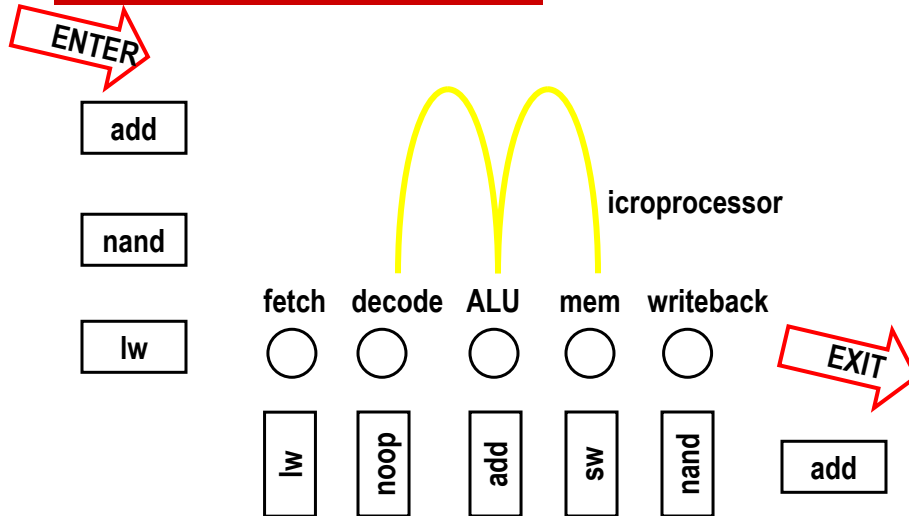 ENTER
add
nand
icroprocessor
fetch decode ALU mem writeback
lw
EXIT
lw noop add sw nand add